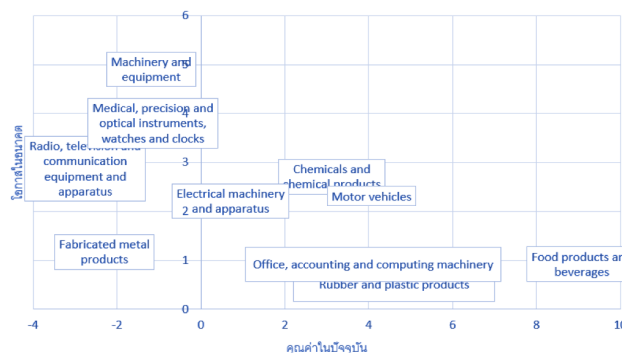 6
5
4
3
2
1
0
Machinery and
equipment
Medical, precision and
optical instruments,
watches and clocks
Radio, television and
communication
equipment and
apparatus
Chemicals and
chemical products
Motor vehicles
Electrical machinery
and apparatus
Fabricated metal
products
Office, accounting and computing machinery
Rubber and plastic products
Food products an
beverages
-4 -2 0 2 4 6 8 10
โอกาสในอนาคต
คุณค่าในปัจจุบัน